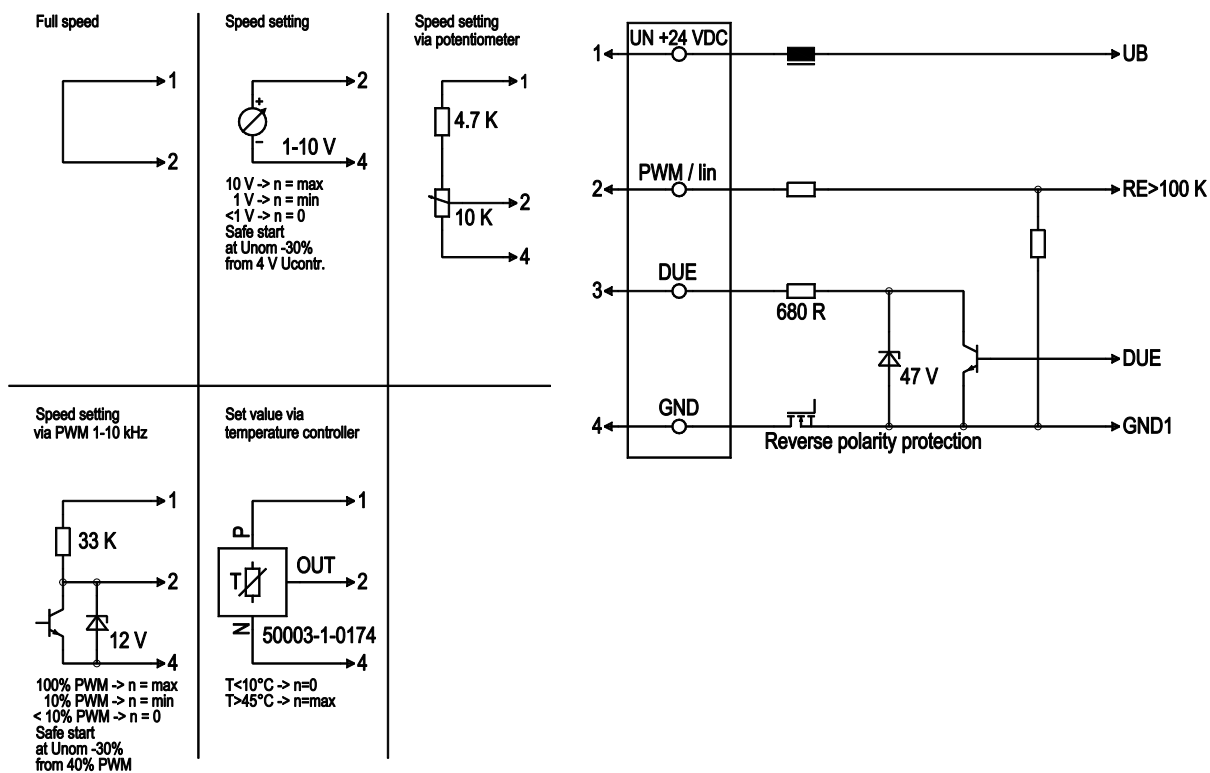 Full speed
1
2
Speed setting
2
+
−
1-10 V
4
10 V -> n = max
1 V -> n = min
<1 V -> n = 0
Safe start
at Unom -30%
from 4 V Ucontr.
Speed setting
via potentiometer
1
4.7 K
2
10 K
4
Speed setting
via PWM 1-10 kHz
1
33 K
2
12 V
4
100% PWM -> n = max
10% PWM -> n = min
< 10% PWM -> n = 0
Safe start
at Unom -30%
from 40% PWM
Set value via
temperature controller
1
P
T
OUT
2
N
50003-1-0174
4
T<10°C -> n=0
T>45°C -> n=max
UN +24 VDC
1
UB
PWM / lin
2
RE>100 K
DUE
3
680 R
47 V
DUE
GND
4
GND1
Reverse polarity protection